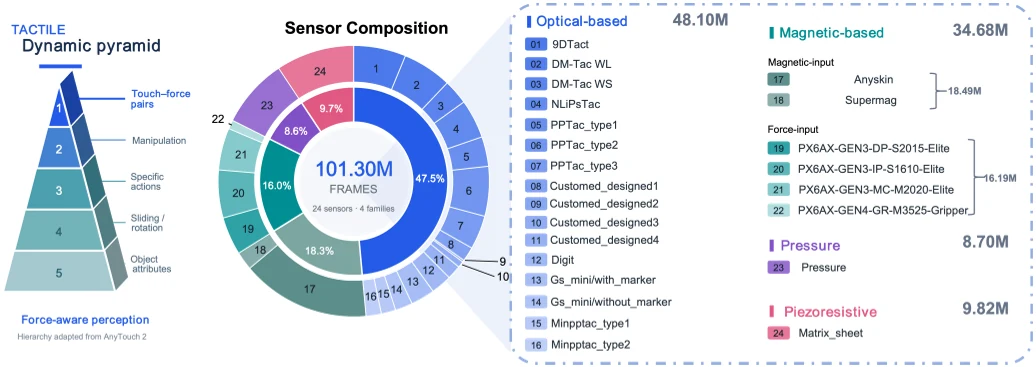 TACTILE
Dynamic pyramid
1
2
3
4
5
Touch–force
pairs
Manipulation
Specific
actions
Sliding /
rotation
Object
attributes
Force-aware perception
Hierarchy adapted from AnyTouch 2
Sensor Composition
1
2
3
4
5
6
7
8
9
10
11
12
13
14
15
16
17
18
19
20
21
22
23
24
47.5%
18.3%
16.0%
8.6%
9.7%
101.30M
FRAMES
24 sensors · 4 families
Optical-based 48.10M
01 9DTact
02 DM-Tac WL
03 DM-Tac WS
04 NLiPsTac
05 PPTac_type1
06 PPTac_type2
07 PPTac_type3
08 Customed_designed1
09 Customed_designed2
10 Customed_designed3
11 Customed_designed4
12 Digit
13 Gs_mini/with_marker
14 Gs_mini/without_marker
15 Minpptac_type1
16 Minpptac_type2
Magnetic-based 34.68M
Magnetic-input
17 Anyskin
18 Supermag
18.49M
Force-input
19 PX6AX-GEN3-DP-S2015-Elite
20 PX6AX-GEN3-IP-S1610-Elite
21 PX6AX-GEN3-MC-M2020-Elite
22 PX6AX-GEN4-GR-M3525-Gripper
16.19M
Pressure 8.70M
23 Pressure
Piezoresistive 9.82M
24 Matrix_sheet